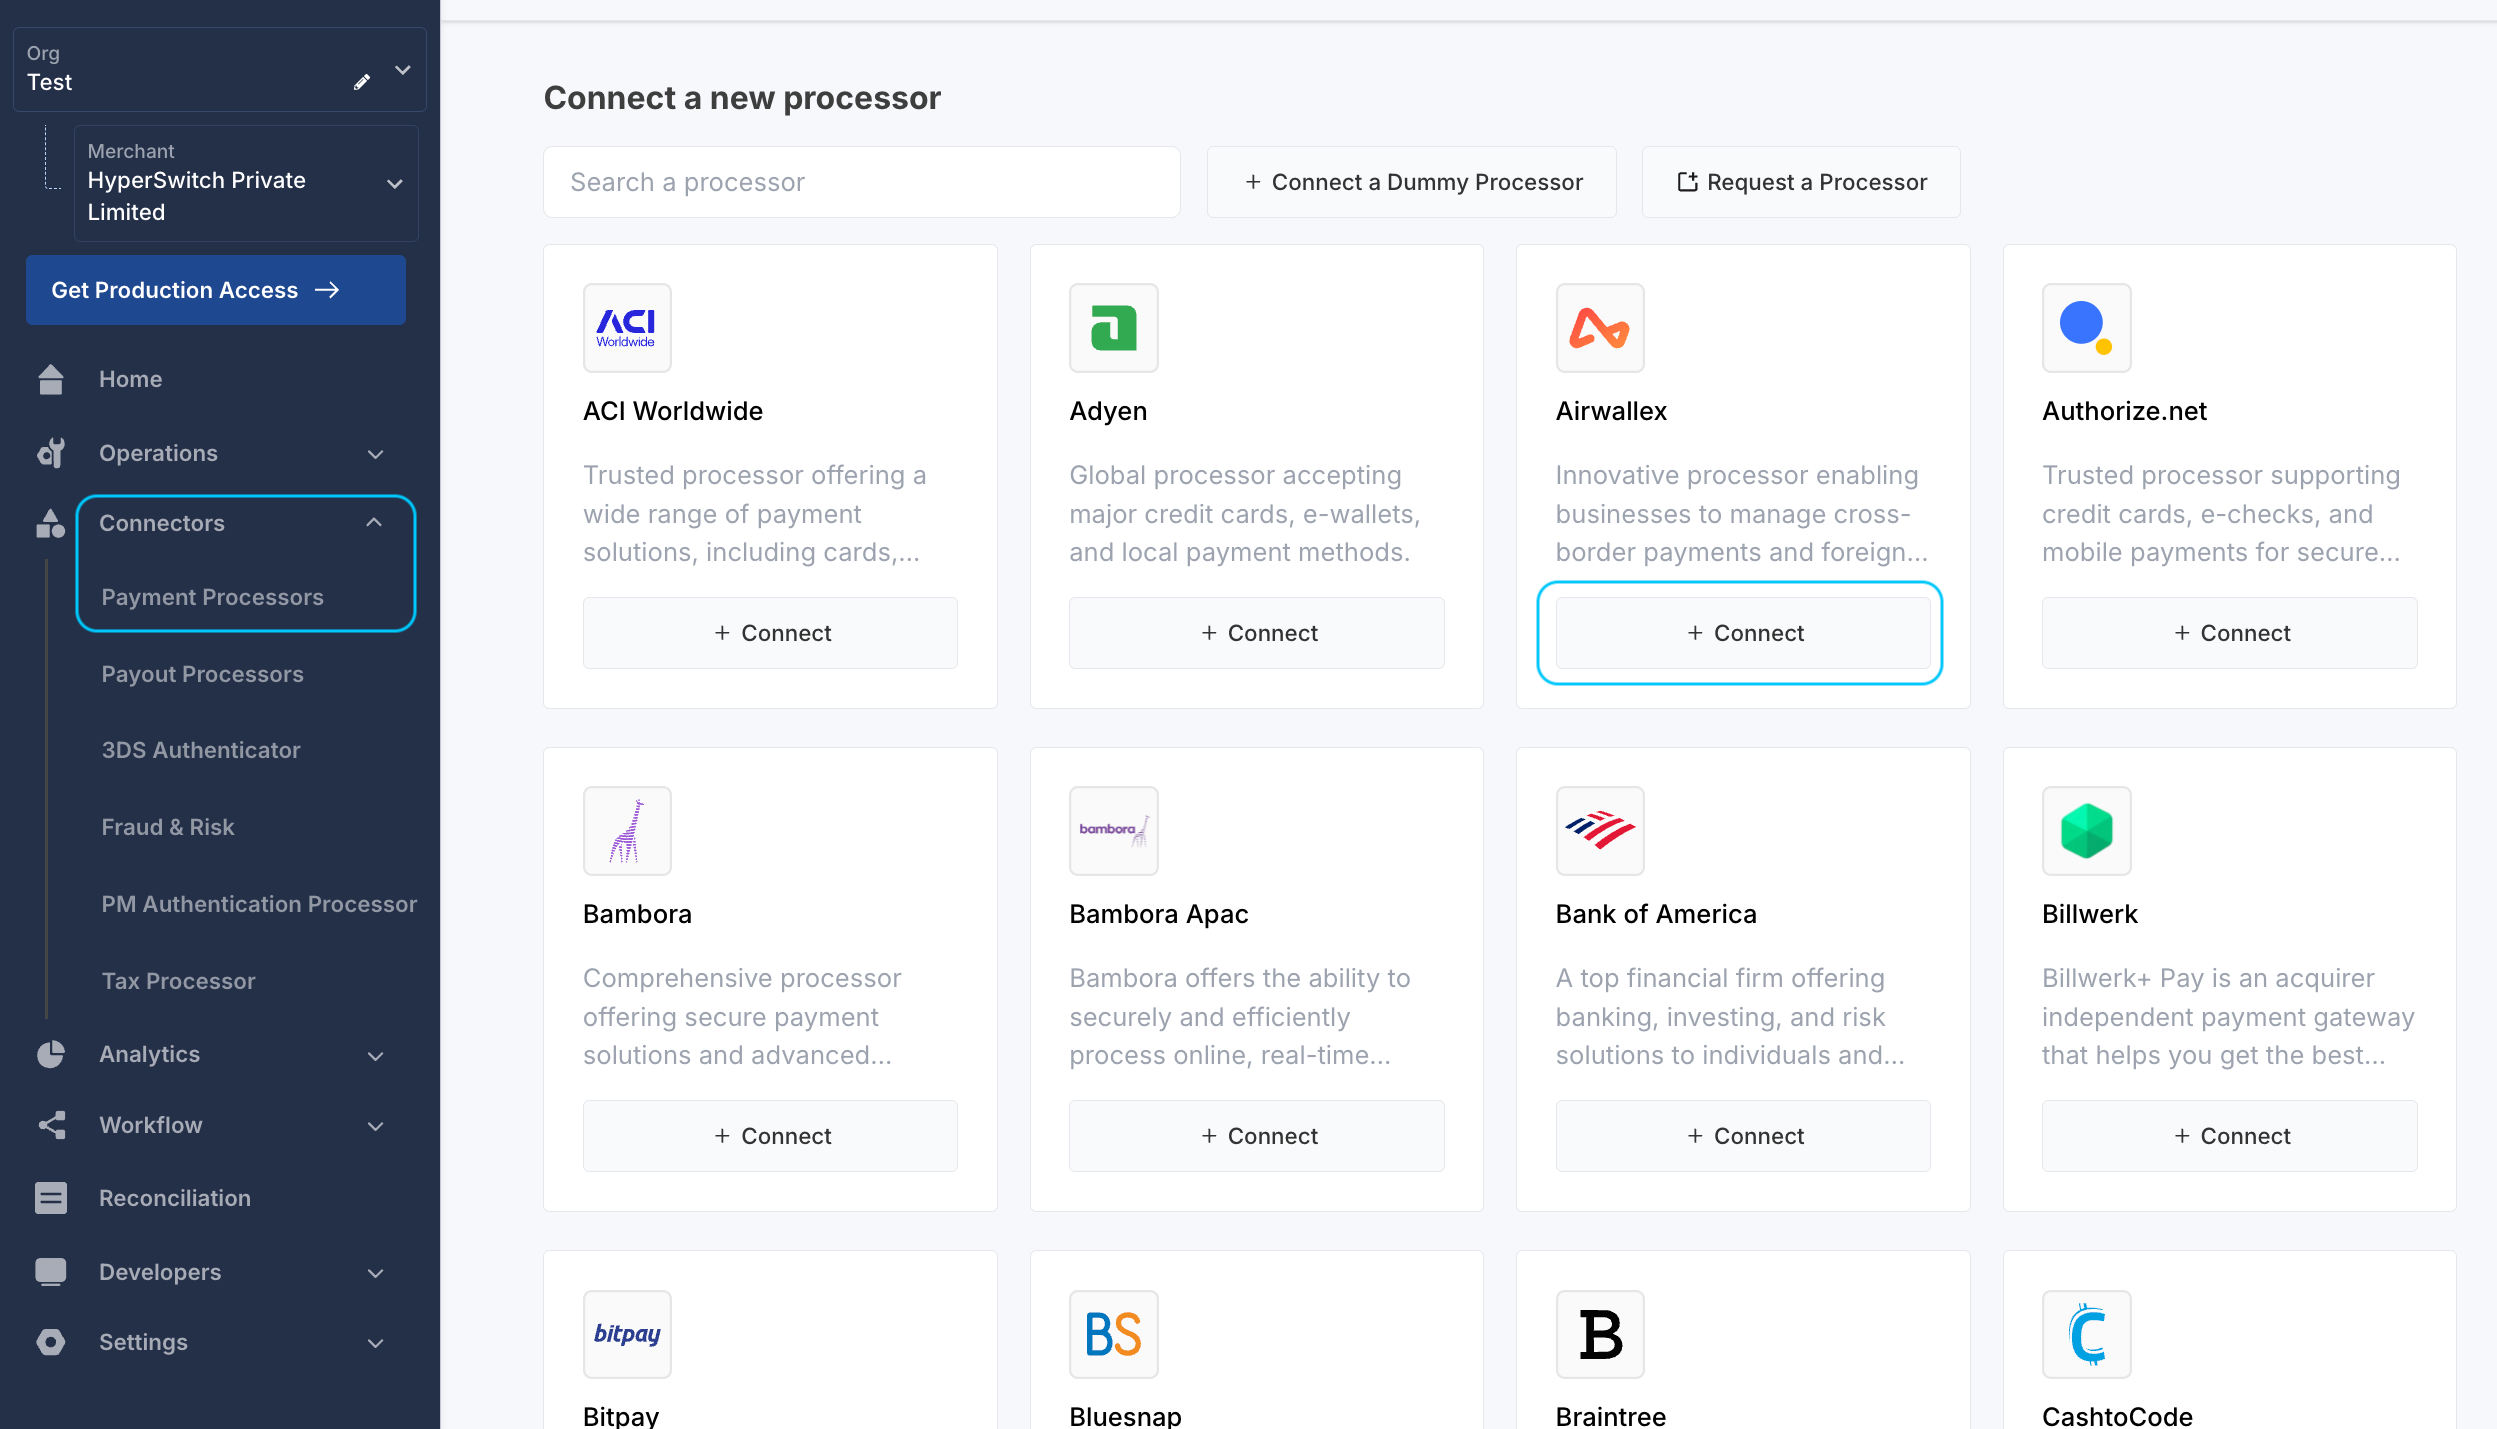 Org
Test
Merchant
HyperSwitch Private
Limited
Get Production Access
Home
Operations
Connectors
Payment Processors
Payout Processors
3DS Authenticator
Fraud & Risk
PM Authentication Processor
Tax Processor
Analytics
Workflow
Reconciliation
Developers
Settings
Connect a new processor
Search a processor
+ Connect a Dummy Processor
Request a Processor
ACI
Worldwide
ACI Worldwide
Trusted processor offering a
wide range of payment
solutions, including cards,...
+ Connect
a
Adyen
Global processor accepting
major credit cards, e-wallets,
and local payment methods.
+ Connect
Airwallex
Innovative processor enabling
businesses to manage cross-
border payments and foreign...
+ Connect
Authorize.net
Trusted processor supporting
credit cards, e-checks, and
mobile payments for secure...
+ Connect
Bambora
Comprehensive processor
offering secure payment
solutions and advanced...
+ Connect
bambora
Bambora Apac
Bambora offers the ability to
securely and efficiently
process online, real-time...
+ Connect
Bank of America
A top financial firm offering
banking, investing, and risk
solutions to individuals and...
+ Connect
Billwerk
Billwerk+ Pay is an acquirer
independent payment gateway
that helps you get the best...
+ Connect
bitpay
Bitpay
BS
Bluesnap
B
Braintree
C
CashtoCode